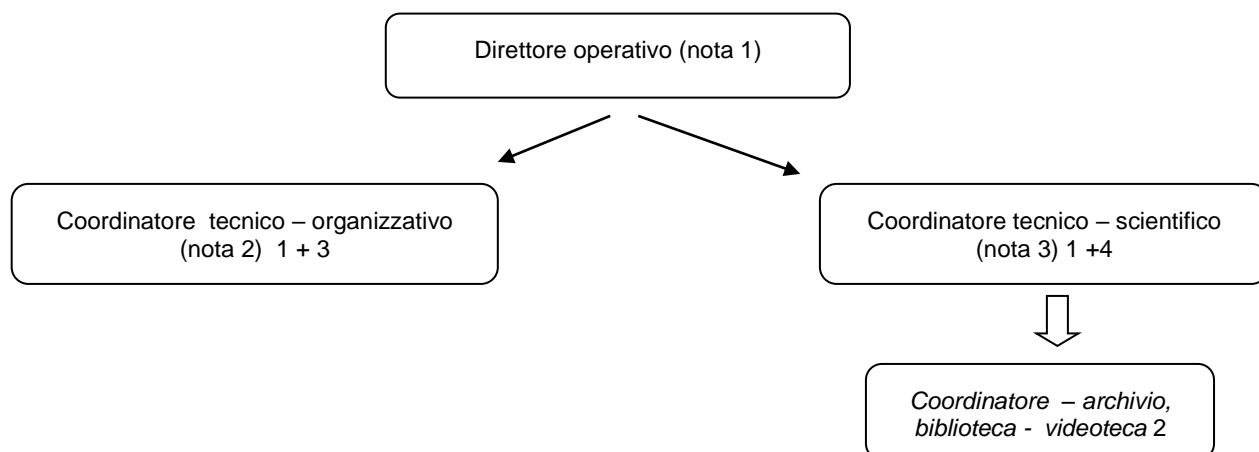 Direttore operativo (nota 1)
Coordinatore tecnico – organizzativo
(nota 2) 1 + 3
Coordinatore tecnico – scientifico
(nota 3) 1 +4
Coordinatore – archivio,
biblioteca - videoteca 2